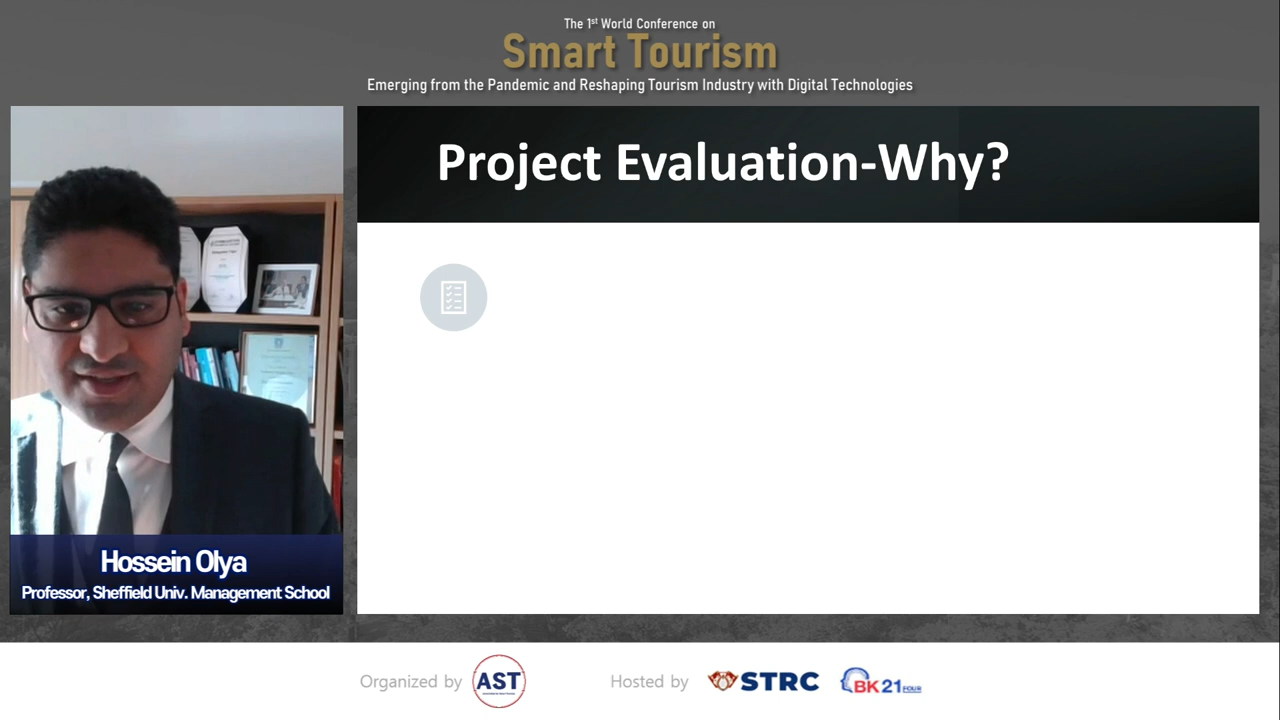 The 1st World Conference on
Smart Tourism
Emerging from the Pandemic and Reshaping Tourism Industry with Digital Technologies
Project Evaluation-Why?
Hossein Olya
Professor, Sheffield Univ. Management School
Organized by AST
Hosted by STRC BK21 FOUR